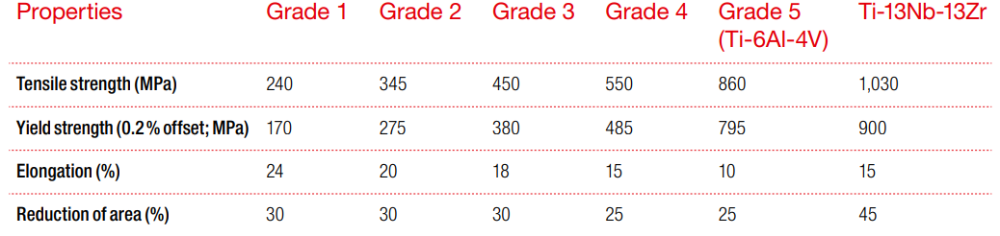 Properties Grade 1 Grade 2 Grade 3 Grade 4 Grade 5 Ti-13Nb-13Zr
(Ti-6Al-4V)
Tensile strength (MPa) 240 345 450 550 860 1,030
Yield strength (0.2 % offset; MPa) 170 275 380 485 795 900
Elongation (%) 24 20 18 15 10 15
Reduction of area (%) 30 30 30 25 25 45